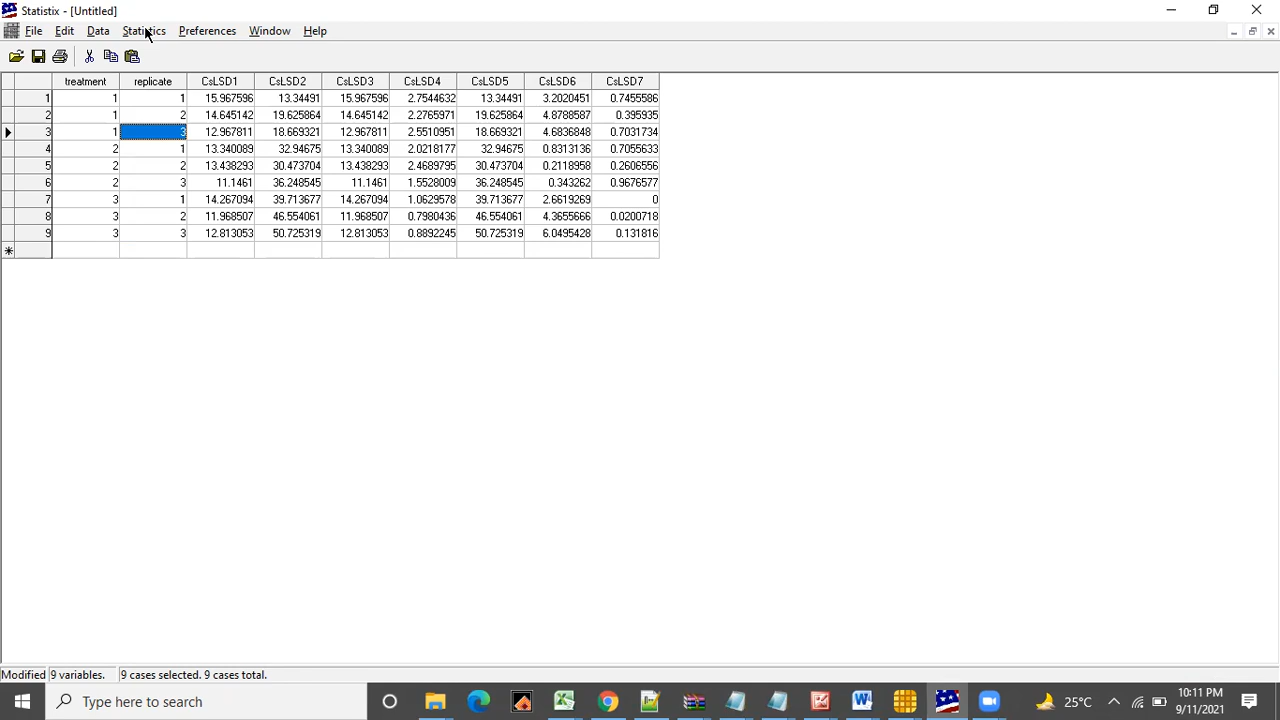 Statistix - [Untitled]
File Edit Data Statistics Preferences Window Help
treatment replicate CsLSD1 CsLSD2 CsLSD3 CsLSD4 CsLSD5 CsLSD6 CsLSD7
1 1 1 15.967596 13.34491 15.967596 2.7544632 13.34491 3.2020451 0.7455586
2 1 2 14.645142 19.625864 14.645142 2.2765971 19.625864 4.8788587 0.395935
3 1 3 12.967811 18.669321 12.967811 2.5510951 18.669321 4.6836848 0.7031734
4 2 1 13.340089 32.94675 13.340089 2.0218177 32.94675 0.8313136 0.7055633
5 2 2 13.438293 30.473704 13.438293 2.4689795 30.473704 0.2118958 0.2606556
6 2 3 11.1461 36.248545 11.1461 1.5528009 36.248545 0.343262 0.9676577
7 3 1 14.267094 39.713677 14.267094 1.0629578 39.713677 2.6619269 0
8 3 2 11.968507 46.554061 11.968507 0.7980436 46.554061 4.3655666 0.0200718
9 3 3 12.813053 50.725319 12.813053 0.8892245 50.725319 6.0495428 0.131816
Modified 9 variables. 9 cases selected. 9 cases total.
Type here to search
25°C
10:11 PM
9/11/2021